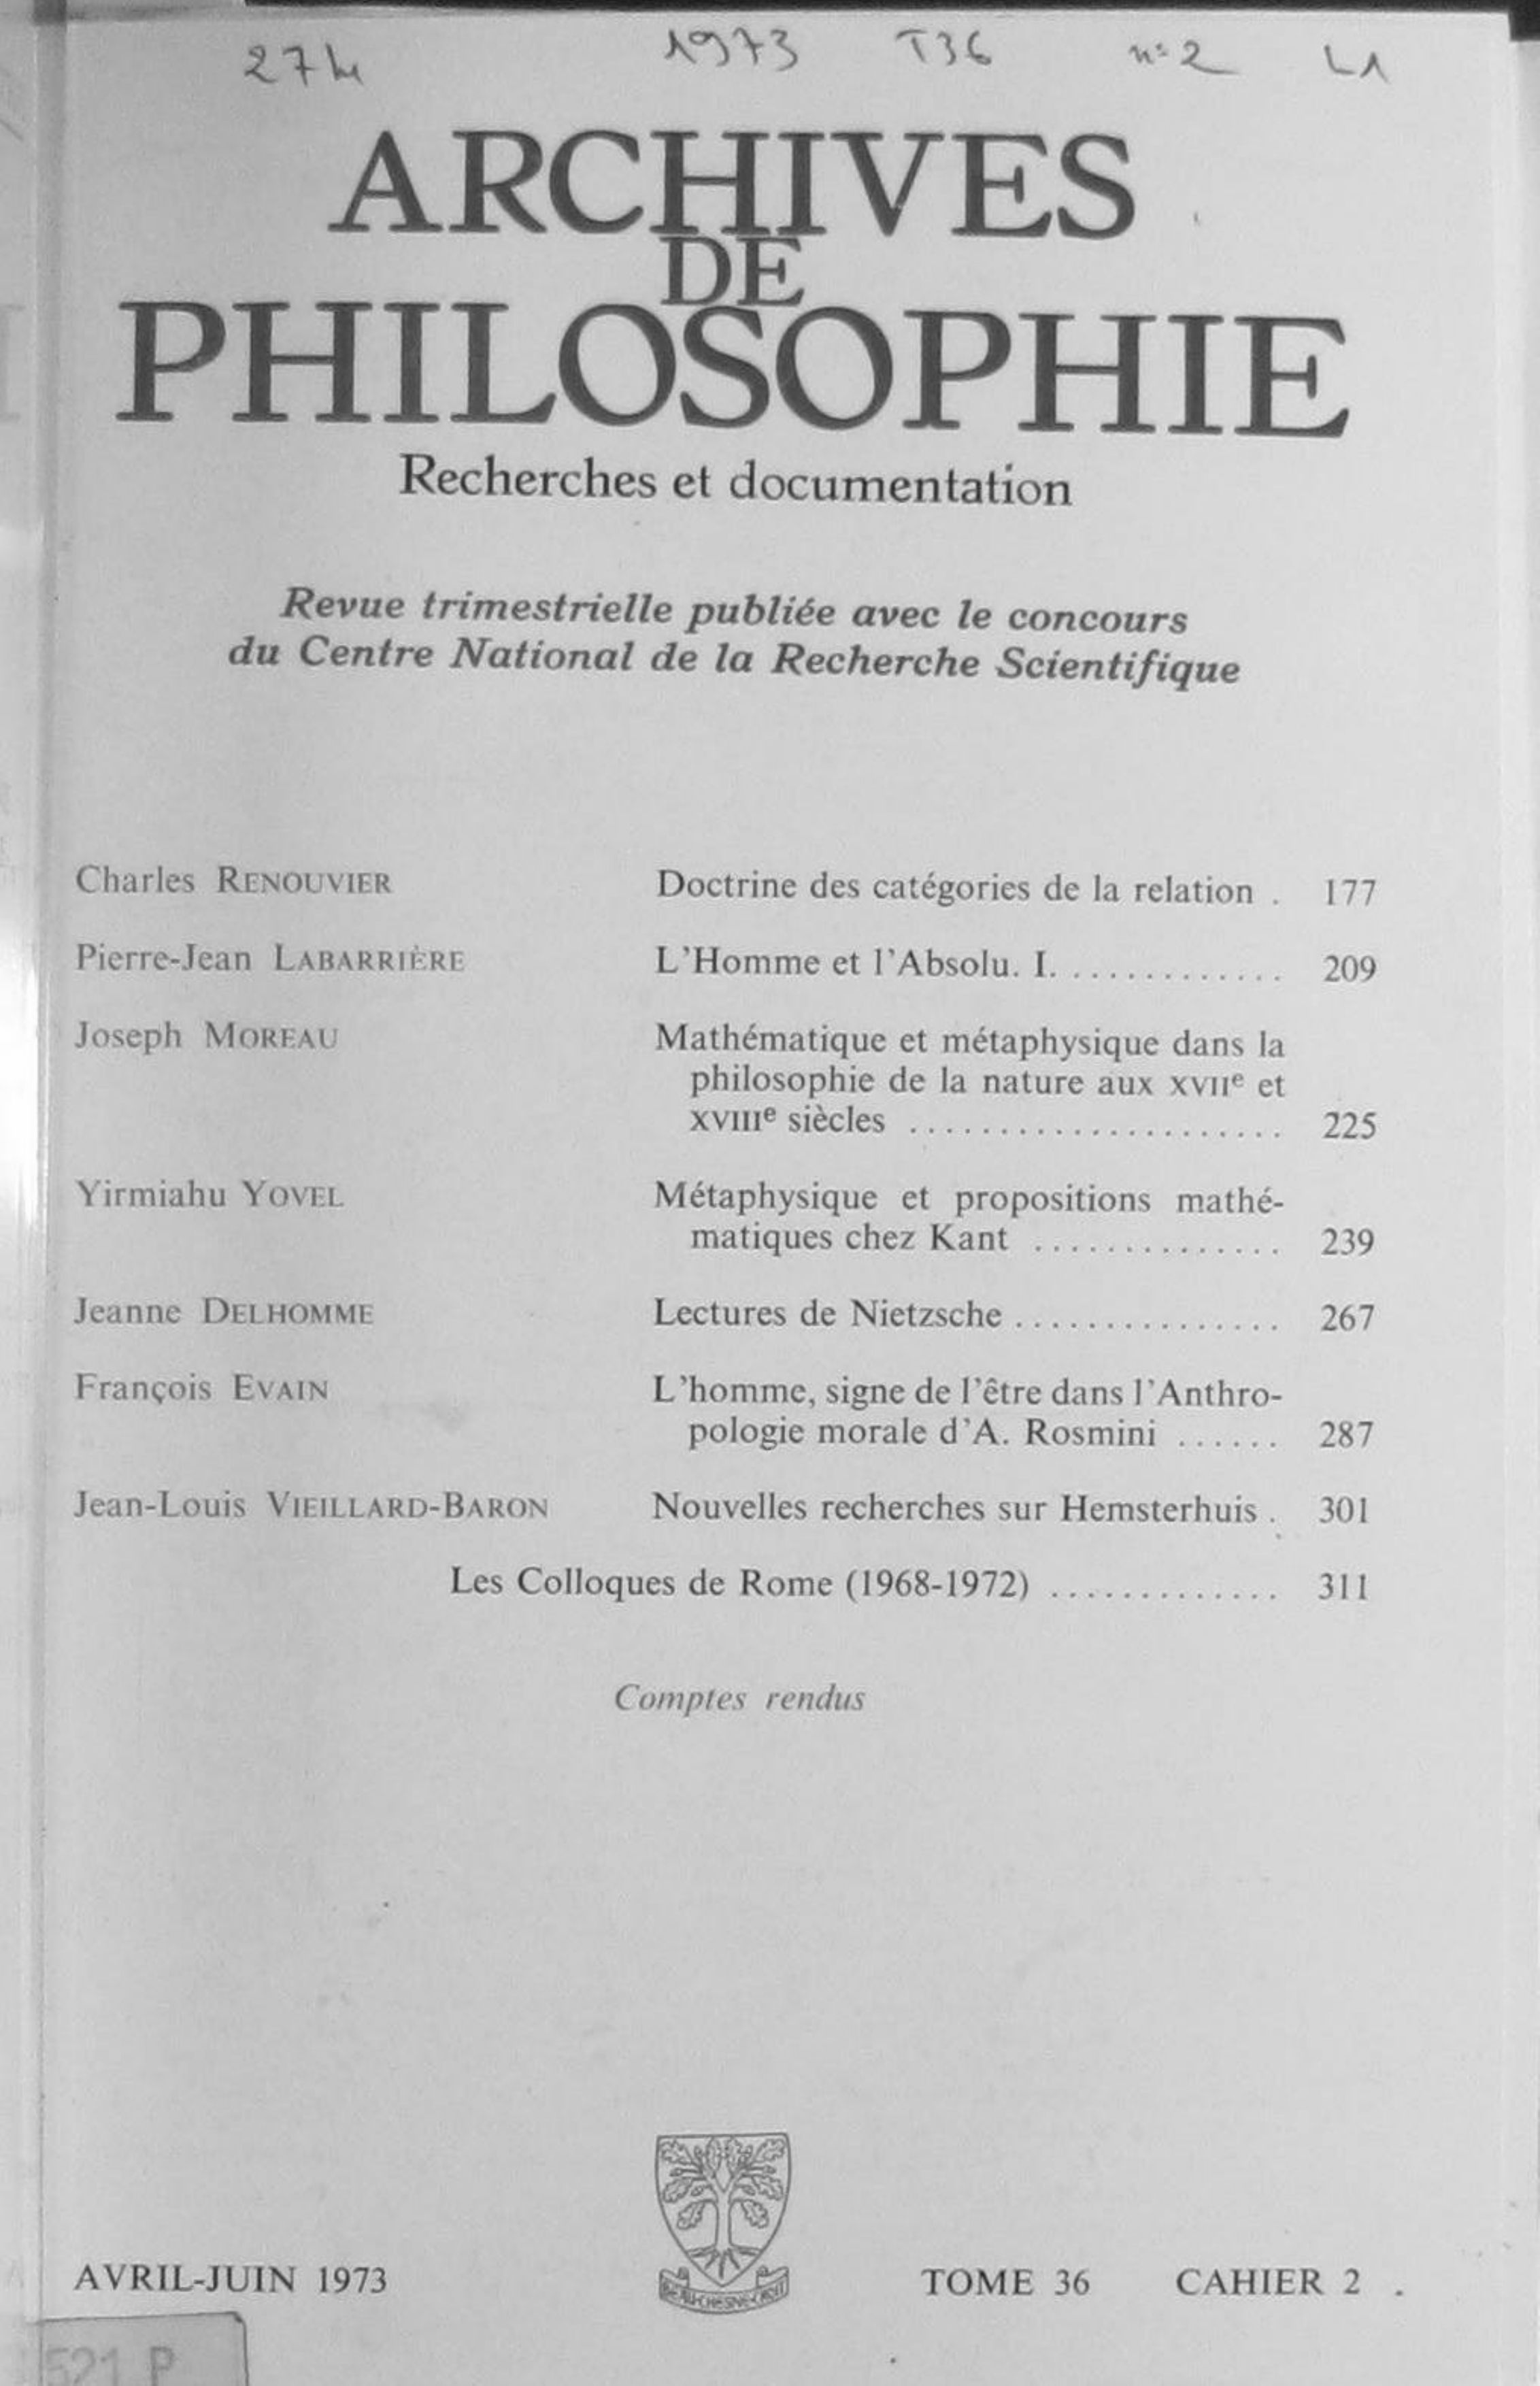 27h 1973 T36 n°2 L1
ARCHIVES
DE
PHILOSOPHIE
Recherches et documentation
Revue trimestrielle publiée avec le concours
du Centre National de la Recherche Scientifique
Charles RENOUVIER Doctrine des catégories de la relation . 177
Pierre-Jean LABARRIÈRE L'Homme et l'Absolu. I. ............. 209
Joseph MOREAU Mathématique et métaphysique dans la
philosophie de la nature aux XVIIe et
XVIIIe siècles ..................... 225
Yirmiahu YOVEL Métaphysique et propositions mathé-
matiques chez Kant .............. 239
Jeanne DELHOMME Lectures de Nietzsche ............... 267
François EVAIN L'homme, signe de l'être dans l'Anthro-
pologie morale d'A. Rosmini ...... 287
Jean-Louis VIEILLARD-BARON Nouvelles recherches sur Hemsterhuis . 301
Les Colloques de Rome (1968-1972) ............. 311
Comptes rendus
AVRIL-JUIN 1973 TOME 36 CAHIER 2
521 P